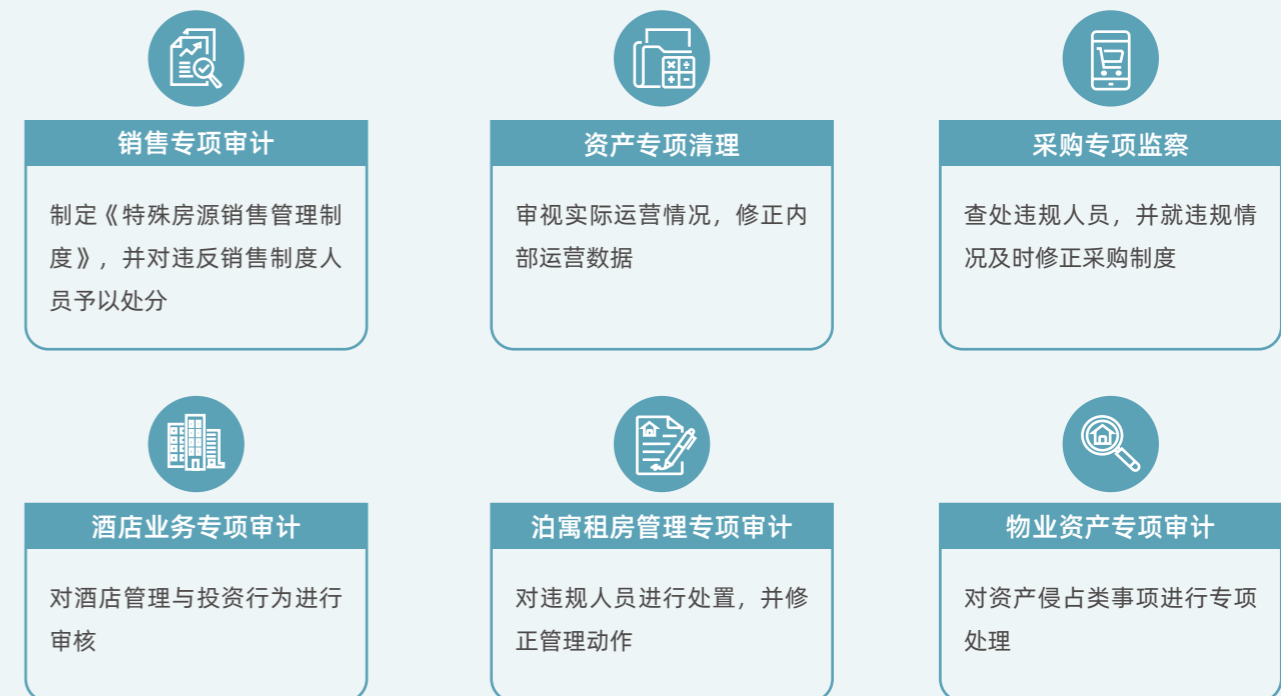 销售专项审计
制定《特殊房源销售管理制
度》，并对违反销售制度人
员予以处分
资产专项清理
审视实际运营情况，修正内
部运营数据
采购专项监察
查处违规人员，并就违规情
况及时修正采购制度
酒店业务专项审计
对酒店管理与投资行为进行
审核
泊寓租房管理专项审计
对违规人员进行处置，并修
正管理动作
物业资产专项审计
对资产侵占类事项进行专项
处理